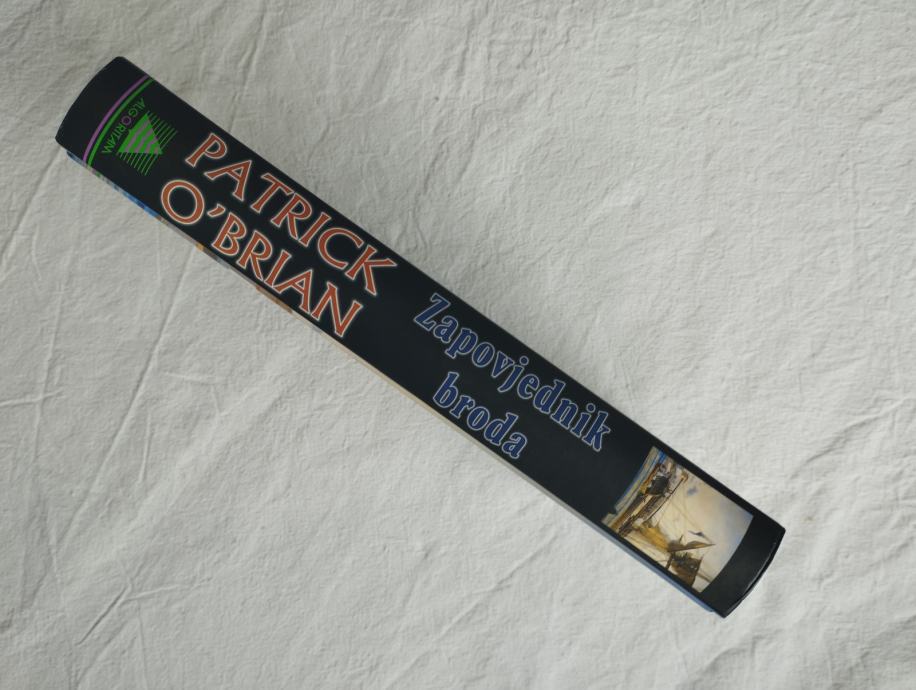 ALGORITAM
PATRICK
O'BRIAN
Zapovjednik
broda